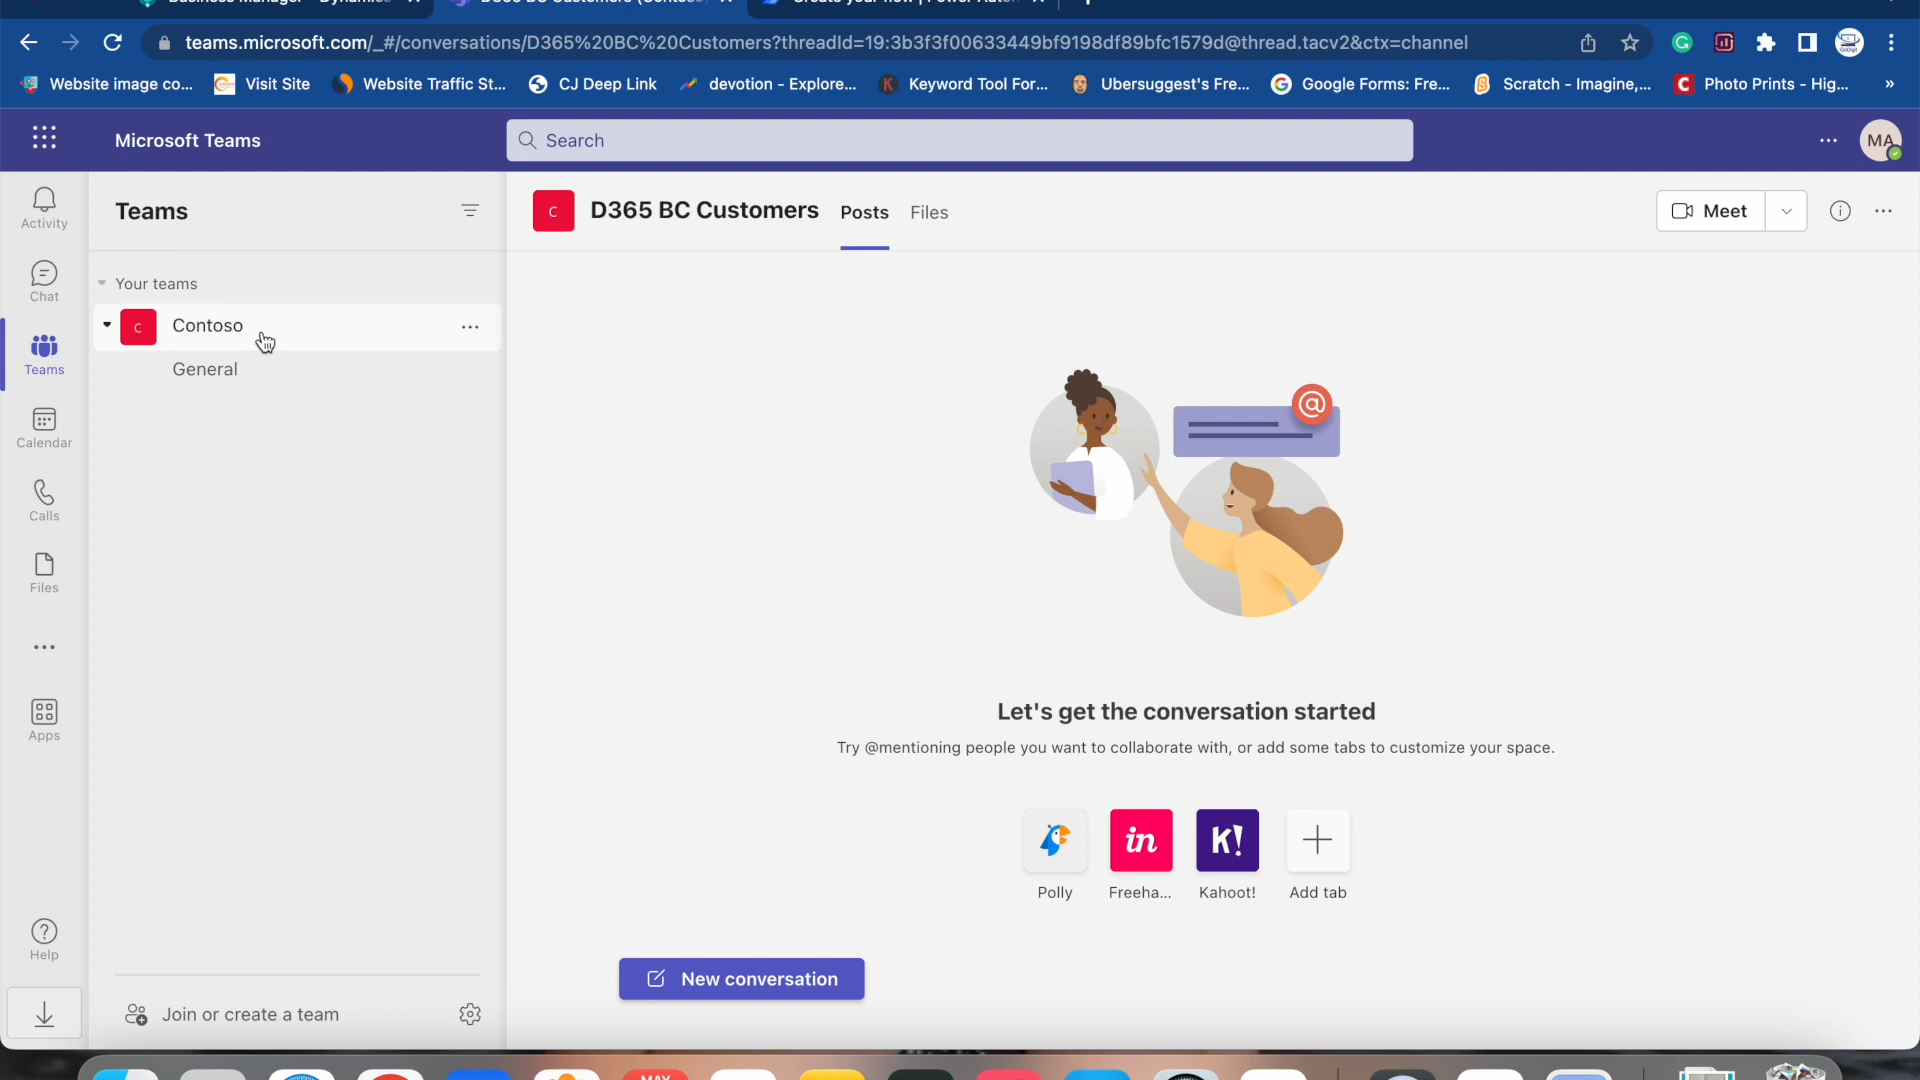 teams.microsoft.com/_#/conversations/D365%20BC%20Customers?threadId=19:3b3f3f00633449bf9198df89bfc1579d@thread.tacv2&ctx=channel
Website image co... Visit Site Website Traffic St... CJ Deep Link devotion - Explore... Keyword Tool For... Ubersuggest's Fre... Google Forms: Fre... Scratch - Imagine,... Photo Prints - Hig... »
Microsoft Teams
Search
MA
Activity
Chat
Teams
Calendar
Calls
Files
Apps
Help
Teams
Your teams
C Contoso
General
Join or create a team
C D365 BC Customers Posts Files
Meet
@
Let's get the conversation started
Try @mentioning people you want to collaborate with, or add some tabs to customize your space.
in K!
Polly Freeha... Kahoot! Add tab
New conversation